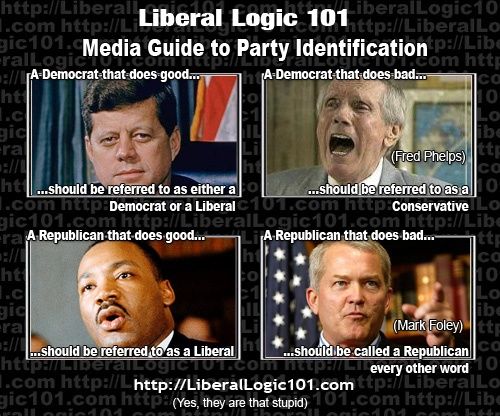 Liberal Logic 101
Media Guide to Party Identification
A Democrat that does good...
...should be referred to as either a
Democrat or a Liberal
A Democrat that does bad...
(Fred Phelps)
...should be referred to as a
Conservative
A Republican that does good...
...should be referred to as a Liberal
A Republican that does bad...
(Mark Foley)
...should be called a Republican
every other word
http://LiberalLogic101.com
(Yes, they are that stupid)